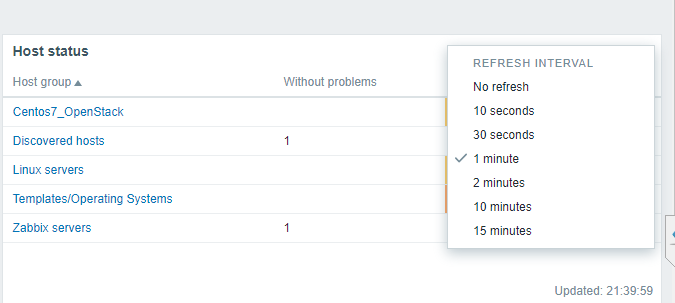 Host status
Host group Without problems
Centos7_OpenStack
Discovered hosts 1
Linux servers
Templates/Operating Systems
Zabbix servers 1
REFRESH INTERVAL
No refresh
10 seconds
30 seconds
1 minute
2 minutes
10 minutes
15 minutes
Updated: 21:39:59